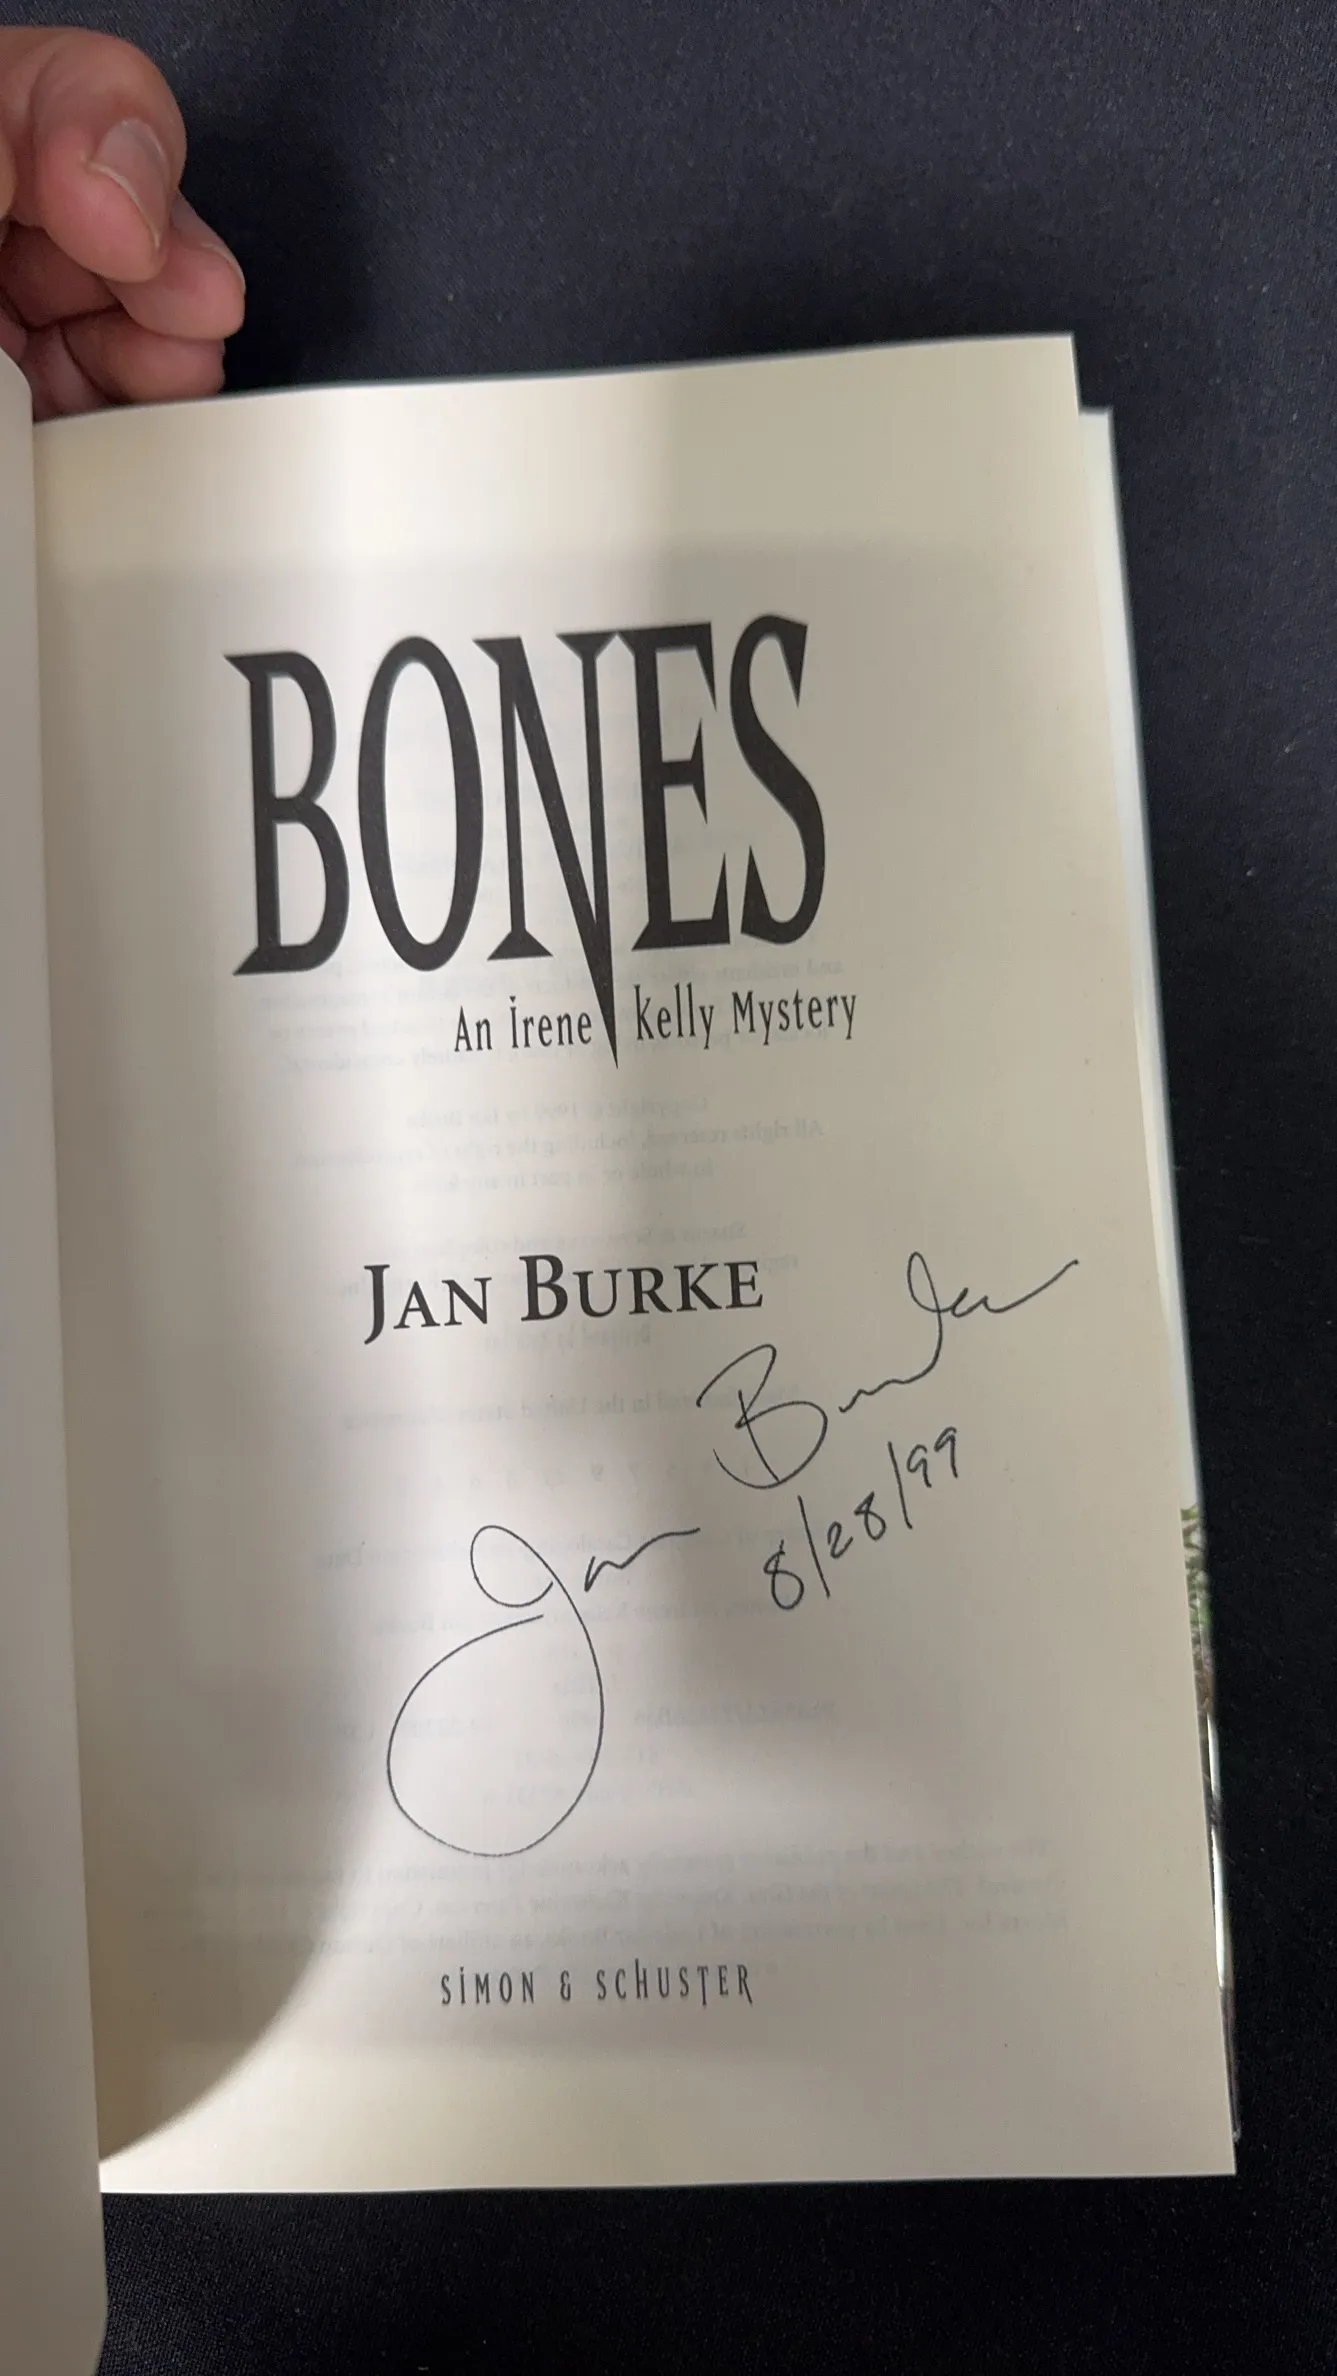 BONES
An irene kelly Mystery
JAN BURKE
Jan Burke
8/28/99
SiMON & SCHUSTER